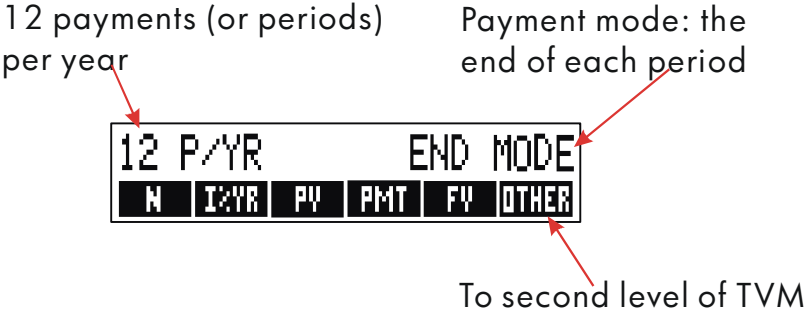 12 payments (or periods)
per year
Payment mode: the
end of each period
12 P/YR END MODE
N I%YR PV PMT FV OTHER
To second level of TVM